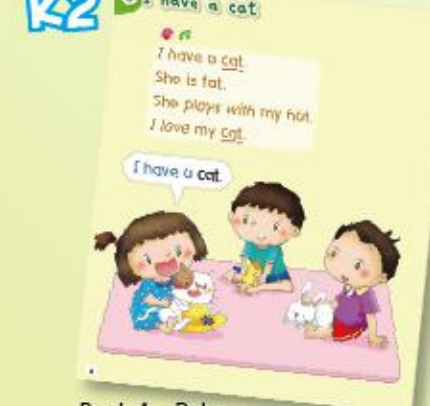 K2
I have a cat
I have a cat.
She is fat.
She plays with my hat.
I love my cat.
I have a cat.